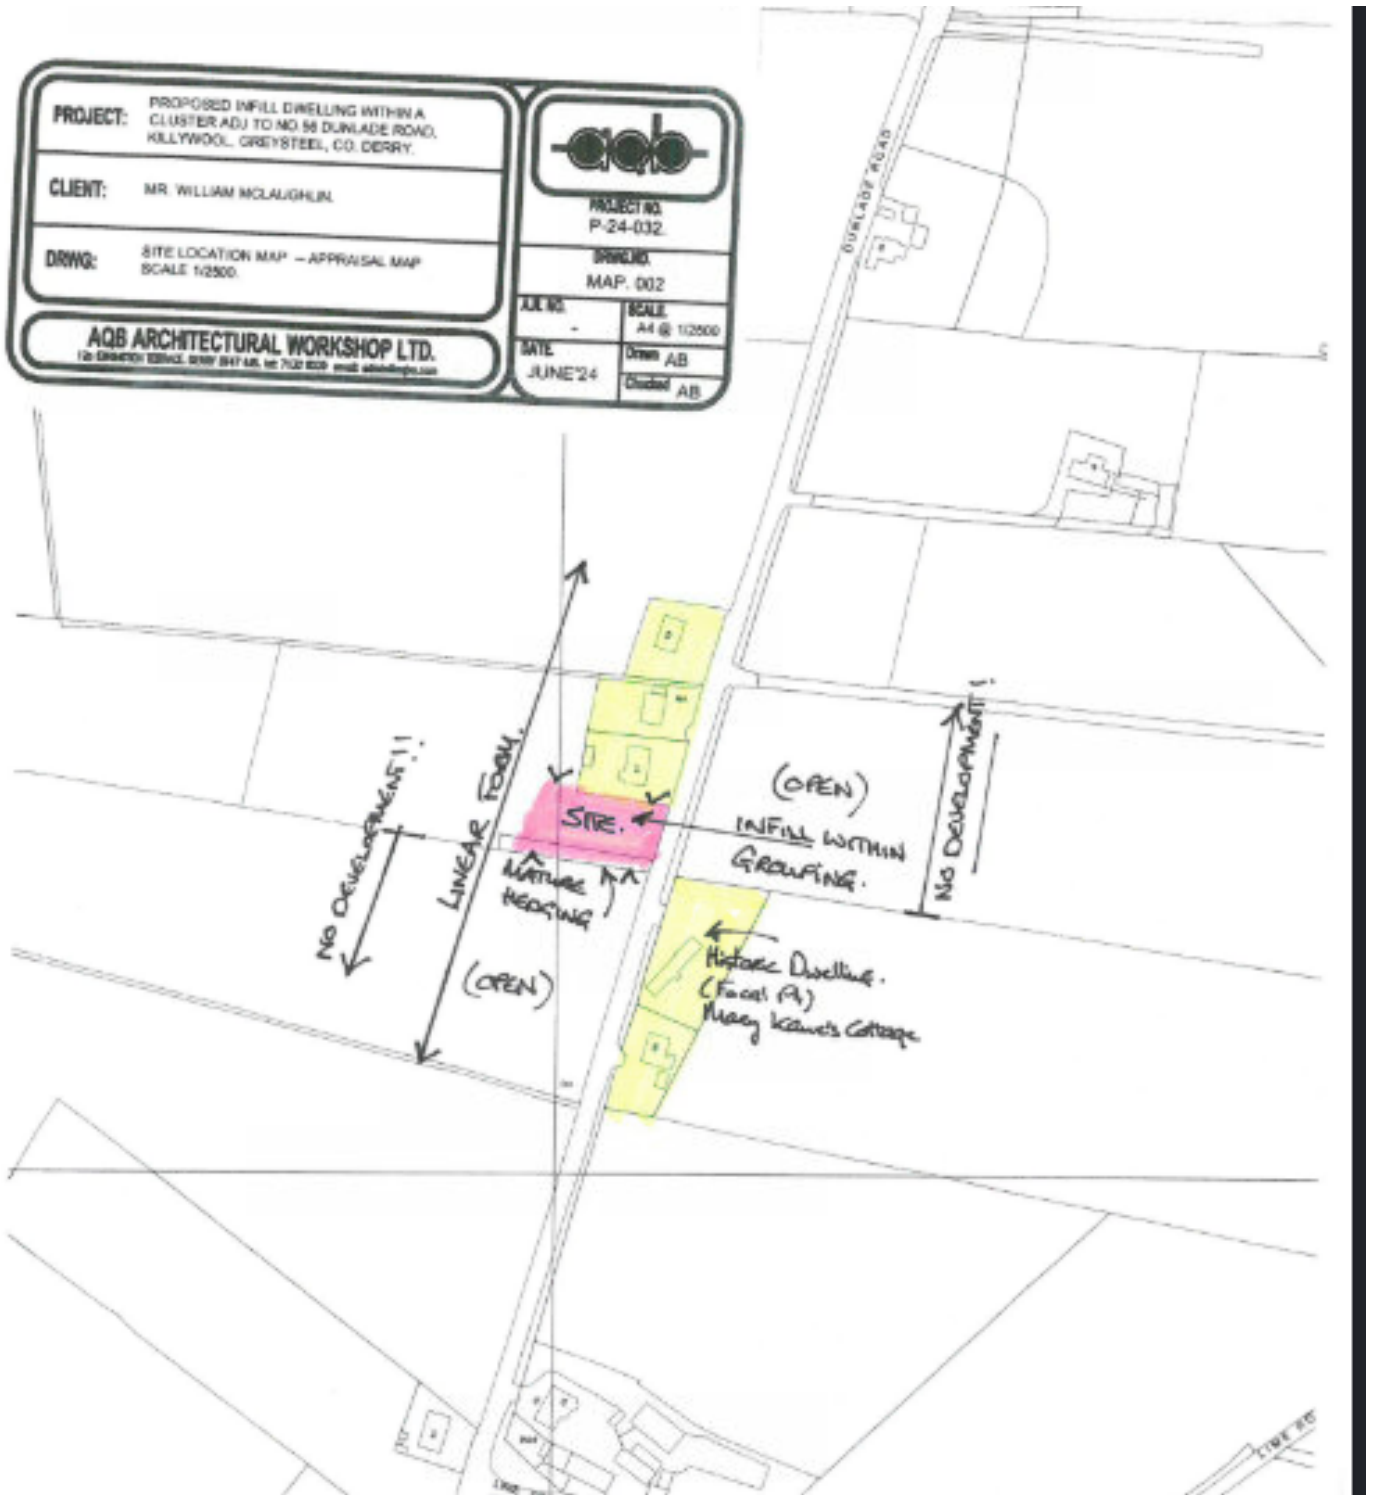 PROJECT:
PROPOSED INFILL DWELLING WITHIN A
CLUSTER ADJ TO NO.56 DUNLADE ROAD,
KILLYWOOL, GREYSTEEL, CO. DERRY.
CLIENT:
MR. WILLIAM MCLAUGHLIN.
DRWG:
SITE LOCATION MAP – APPRAISAL MAP
SCALE 1/2500.
AQB ARCHITECTURAL WORKSHOP LTD.
aqb
PROJECT NO.
P-24-032.
DRWG.NO.
MAP. 002
SCALE.
A4 @ 1/2500
DATE.
JUNE'24
Drawn AB
Checked AB
DUNLADE ROAD
NO DEVELOPMENT!!
LINEAR FORM.
SITE.
(OPEN)
INFILL WITHIN
GROUPING.
NO DEVELOPMENT!
MATURE
HEDGING
(OPEN)
Historic Dwelling.
(Focal Pt)
Mary Cottage
LIME RO